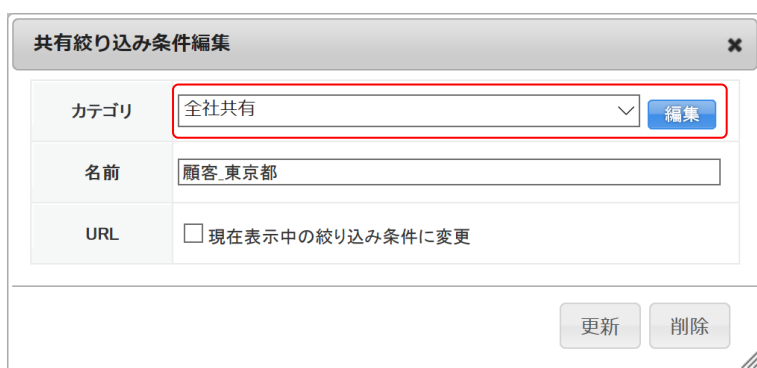 共有絞り込み条件編集
カテゴリ 全社共有 編集
名前 顧客_東京都
URL 現在表示中の絞り込み条件に変更
更新 削除